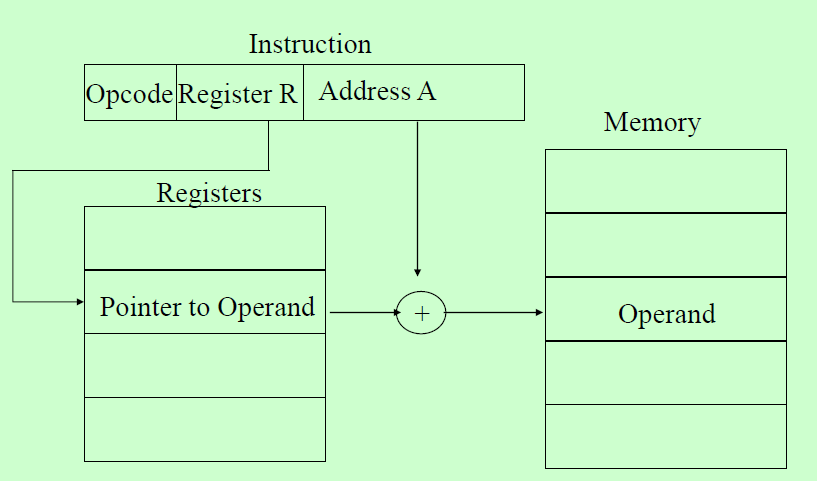 Instruction
Opcode Register R Address A
Memory
Registers
Pointer to Operand
+
Operand